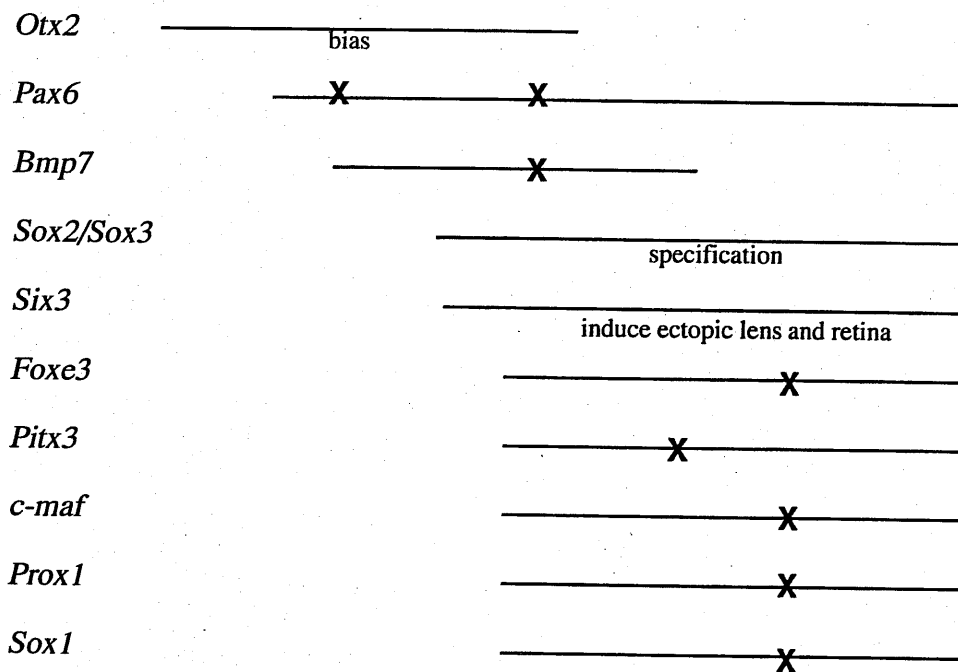 Otx2
bias
Pax6 X X
Bmp7 X
Sox2/Sox3
specification
Six3
induce ectopic lens and retina
Foxe3 X
Pitx3 X
c-maf X
Prox1 X
Sox1 X